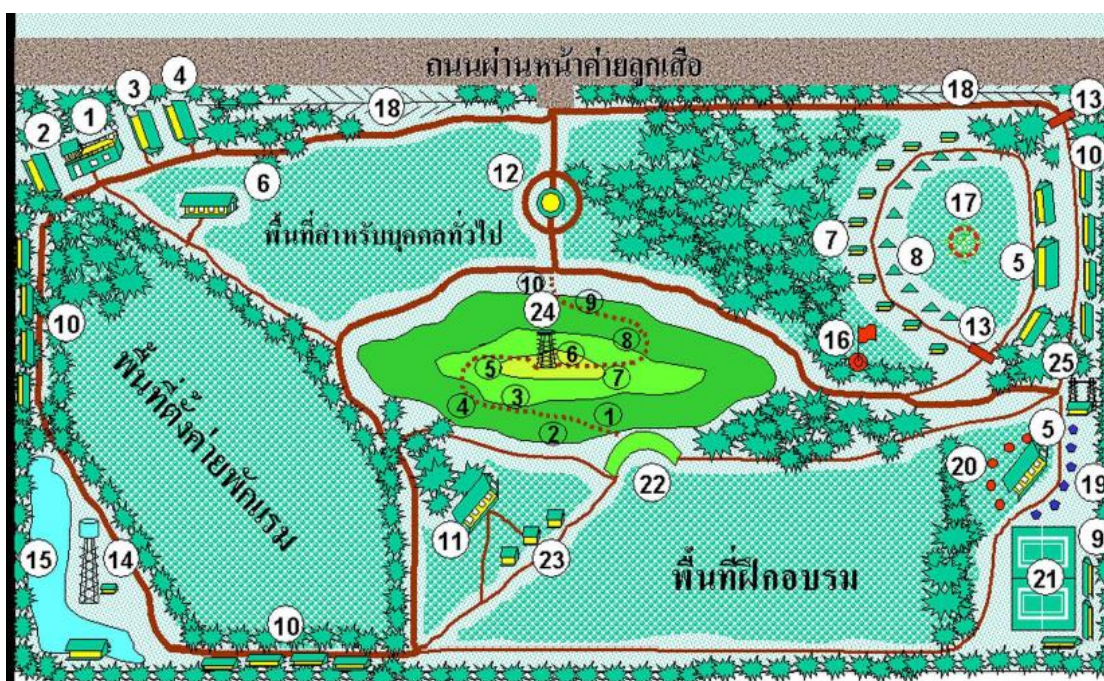 ถนนผ่านหน้าค่ายลูกเสือ
3 4 18 18 13
2 1 10
6 12 17
พื้นที่สำหรับบุคคลทั่วไป 7 8 5
10 9
24 8 16 13
10 6 25
5 7
4 3 1 5
2 20 19
พื้นที่ตั้งค่ายพักแรม
22
11 9
15 14 23 พื้นที่ฝึกอบรม 21
10